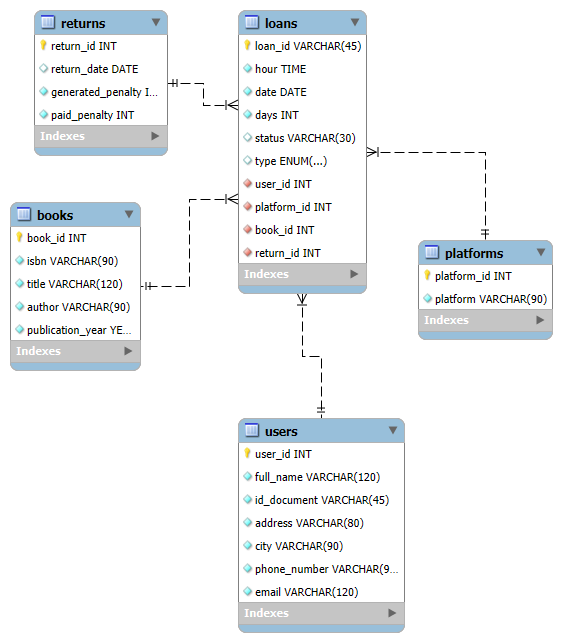 returns
return_id INT
return_date DATE
generated_penalty I...
paid_penalty INT
Indexes
loans
loan_id VARCHAR(45)
hour TIME
date DATE
days INT
status VARCHAR(30)
type ENUM(...)
user_id INT
platform_id INT
book_id INT
return_id INT
Indexes
books
book_id INT
isbn VARCHAR(90)
title VARCHAR(120)
author VARCHAR(90)
publication_year YE...
Indexes
platforms
platform_id INT
platform VARCHAR(90)
Indexes
users
user_id INT
full_name VARCHAR(120)
id_document VARCHAR(45)
address VARCHAR(80)
city VARCHAR(90)
phone_number VARCHAR(9...
email VARCHAR(120)
Indexes